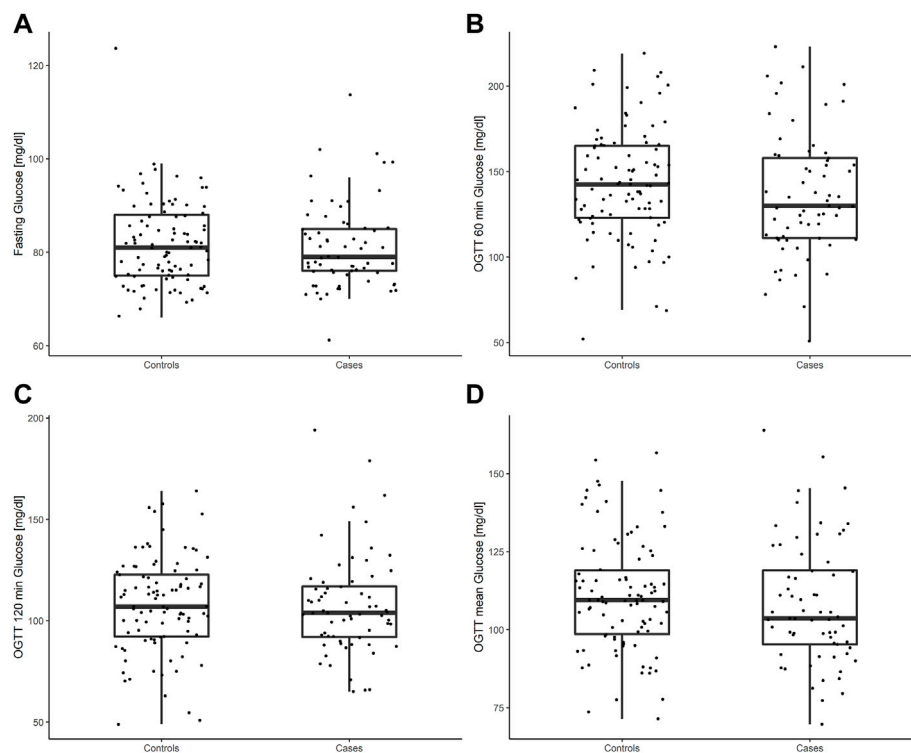 A
Fasting Glucose [mg/dl]
120
100
80
60
Controls
Cases
B
OGTT 60 min Glucose [mg/dl]
200
150
100
50
Controls
Cases
C
OGTT 120 min Glucose [mg/dl]
200
150
100
50
Controls
Cases
D
OGTT mean Glucose [mg/dl]
150
125
100
75
Controls
Cases